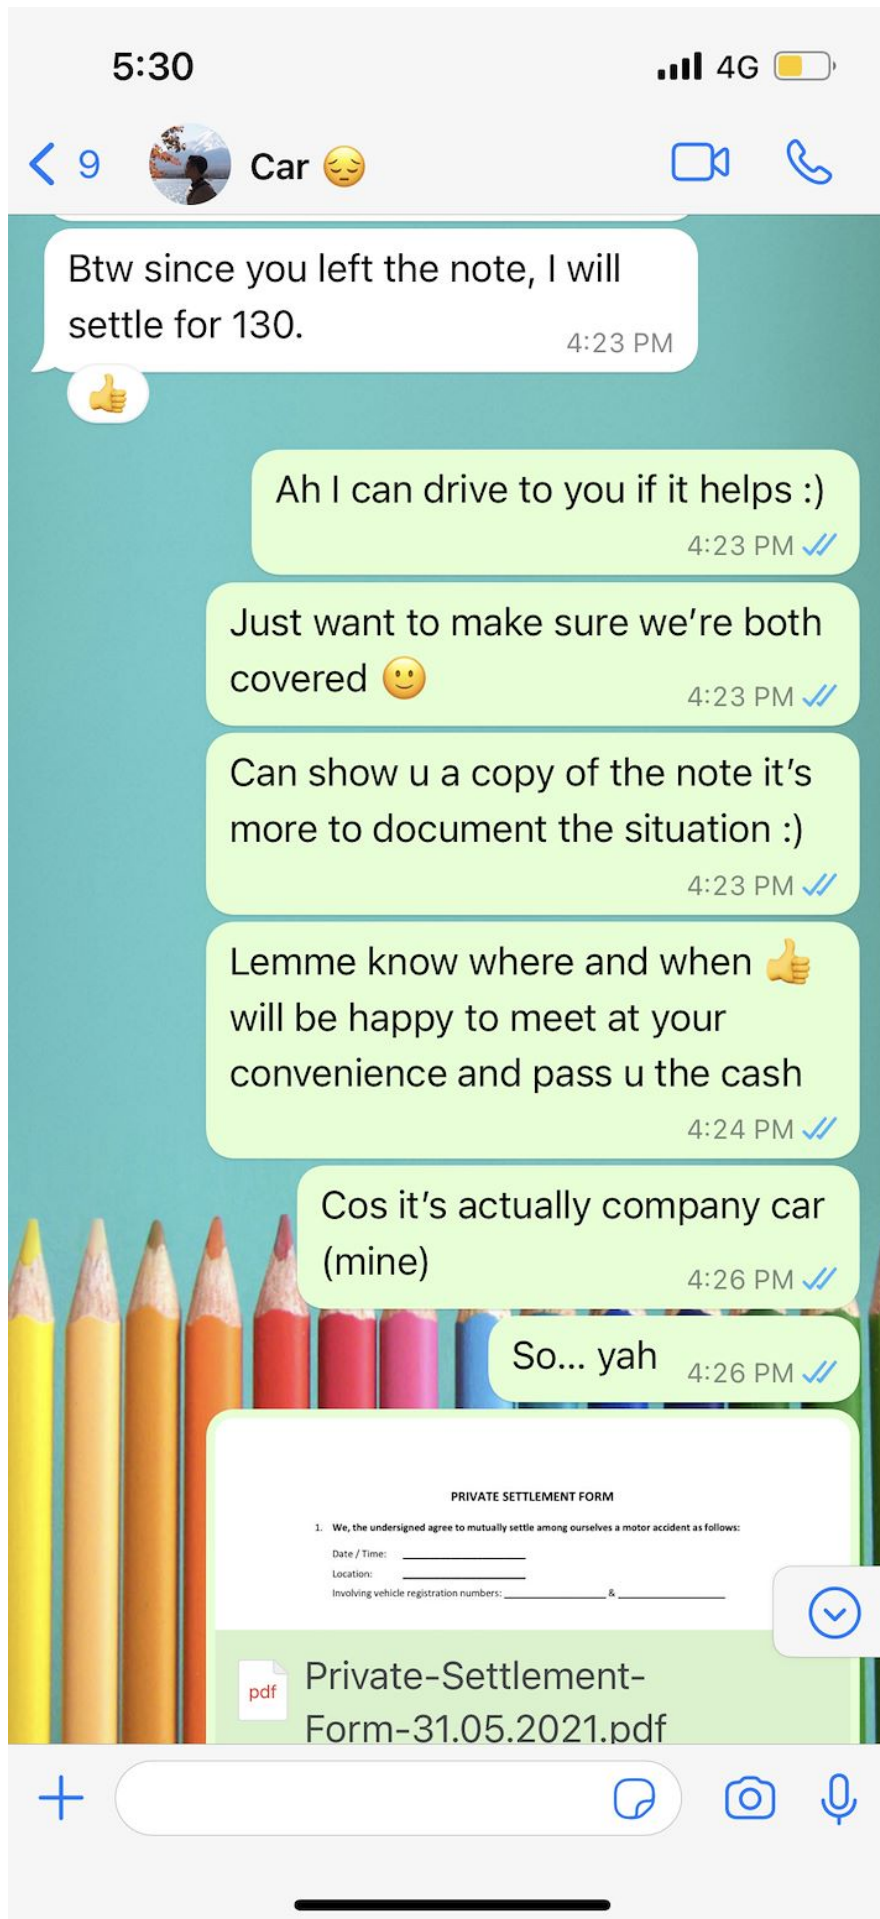 5:30
4G
9
Car 😔
Btw since you left the note, I will
settle for 130.
4:23 PM
👍
Ah I can drive to you if it helps :)
4:23 PM
Just want to make sure we're both
covered 🙂
4:23 PM
Can show u a copy of the note it's
more to document the situation :)
4:23 PM
Lemme know where and when 👍
will be happy to meet at your
convenience and pass u the cash
4:24 PM
Cos it's actually company car
(mine)
4:26 PM
So... yah
4:26 PM
PRIVATE SETTLEMENT FORM
1. We, the undersigned agree to mutually settle among ourselves a motor accident as follows:
Date / Time:
Location:
Involving vehicle registration numbers: &
pdf
Private-Settlement-
Form-31.05.2021.pdf